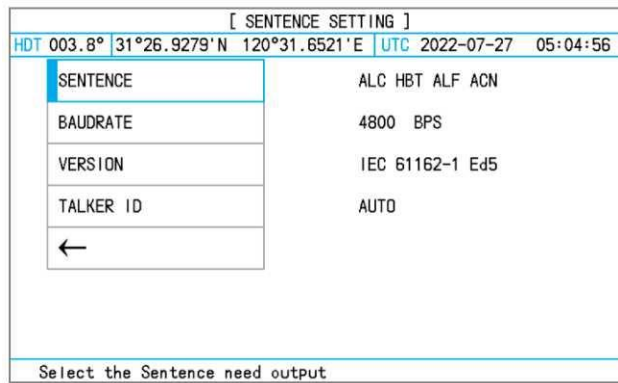 [ SENTENCE SETTING ]
HDT 003.8° 31°26.9279'N 120°31.6521'E UTC 2022-07-27 05:04:56
SENTENCE ALC HBT ALF ACN
BAUDRATE 4800 BPS
VERSION IEC 61162-1 Ed5
TALKER ID AUTO
←
Select the Sentence need output